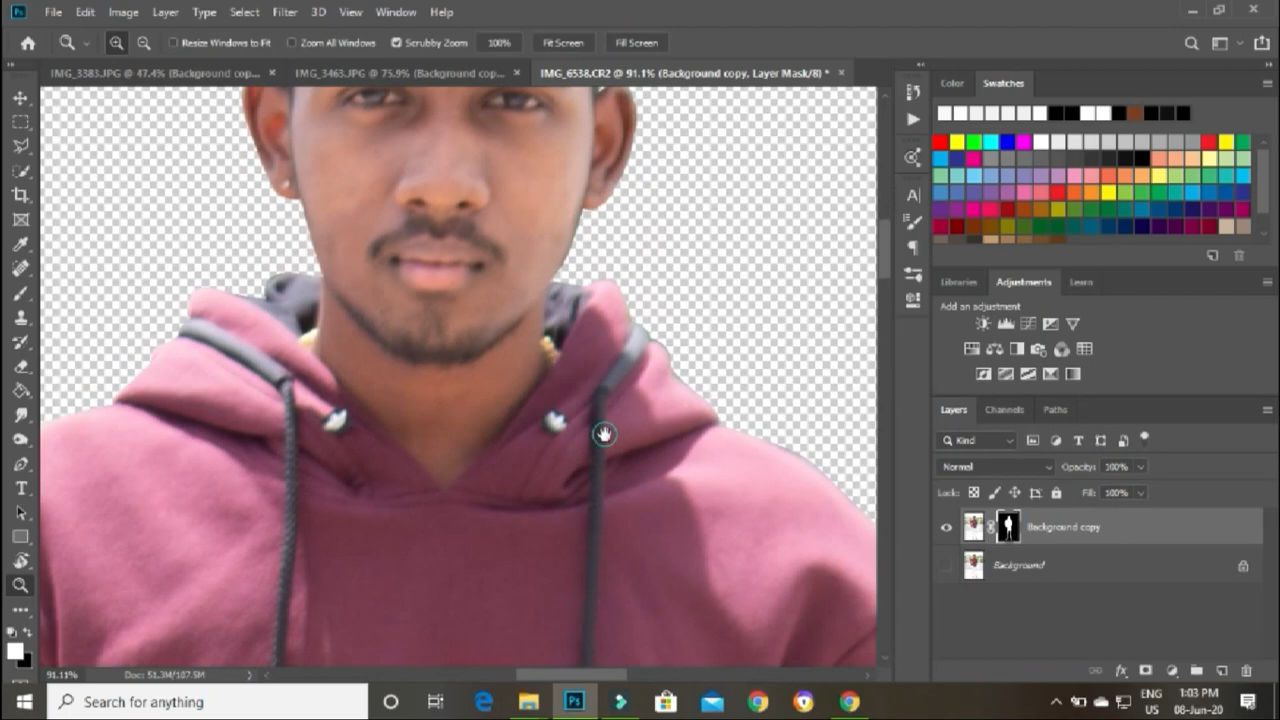 Ps File Edit Image Layer Type Select Filter 3D View Window Help
Resize Windows to Fit Zoom All Windows Scrubby Zoom 100% Fit Screen Fill Screen
IMG_3383.JPG @ 47.4% (Background cop... × IMG_3463.JPG @ 75.9% (Background cop... × IMG_6538.CR2 @ 91.1% (Background copy, Layer Mask/8) * ×
Color Swatches
Libraries Adjustments Learn
Add an adjustment
Layers Channels Paths
Kind
Normal Opacity: 100%
Lock: Fill: 100%
Background copy
Background
91.11% Doc: 51.3M/107.5M
Search for anything
ENG
US
1:03 PM
08-Jun-20